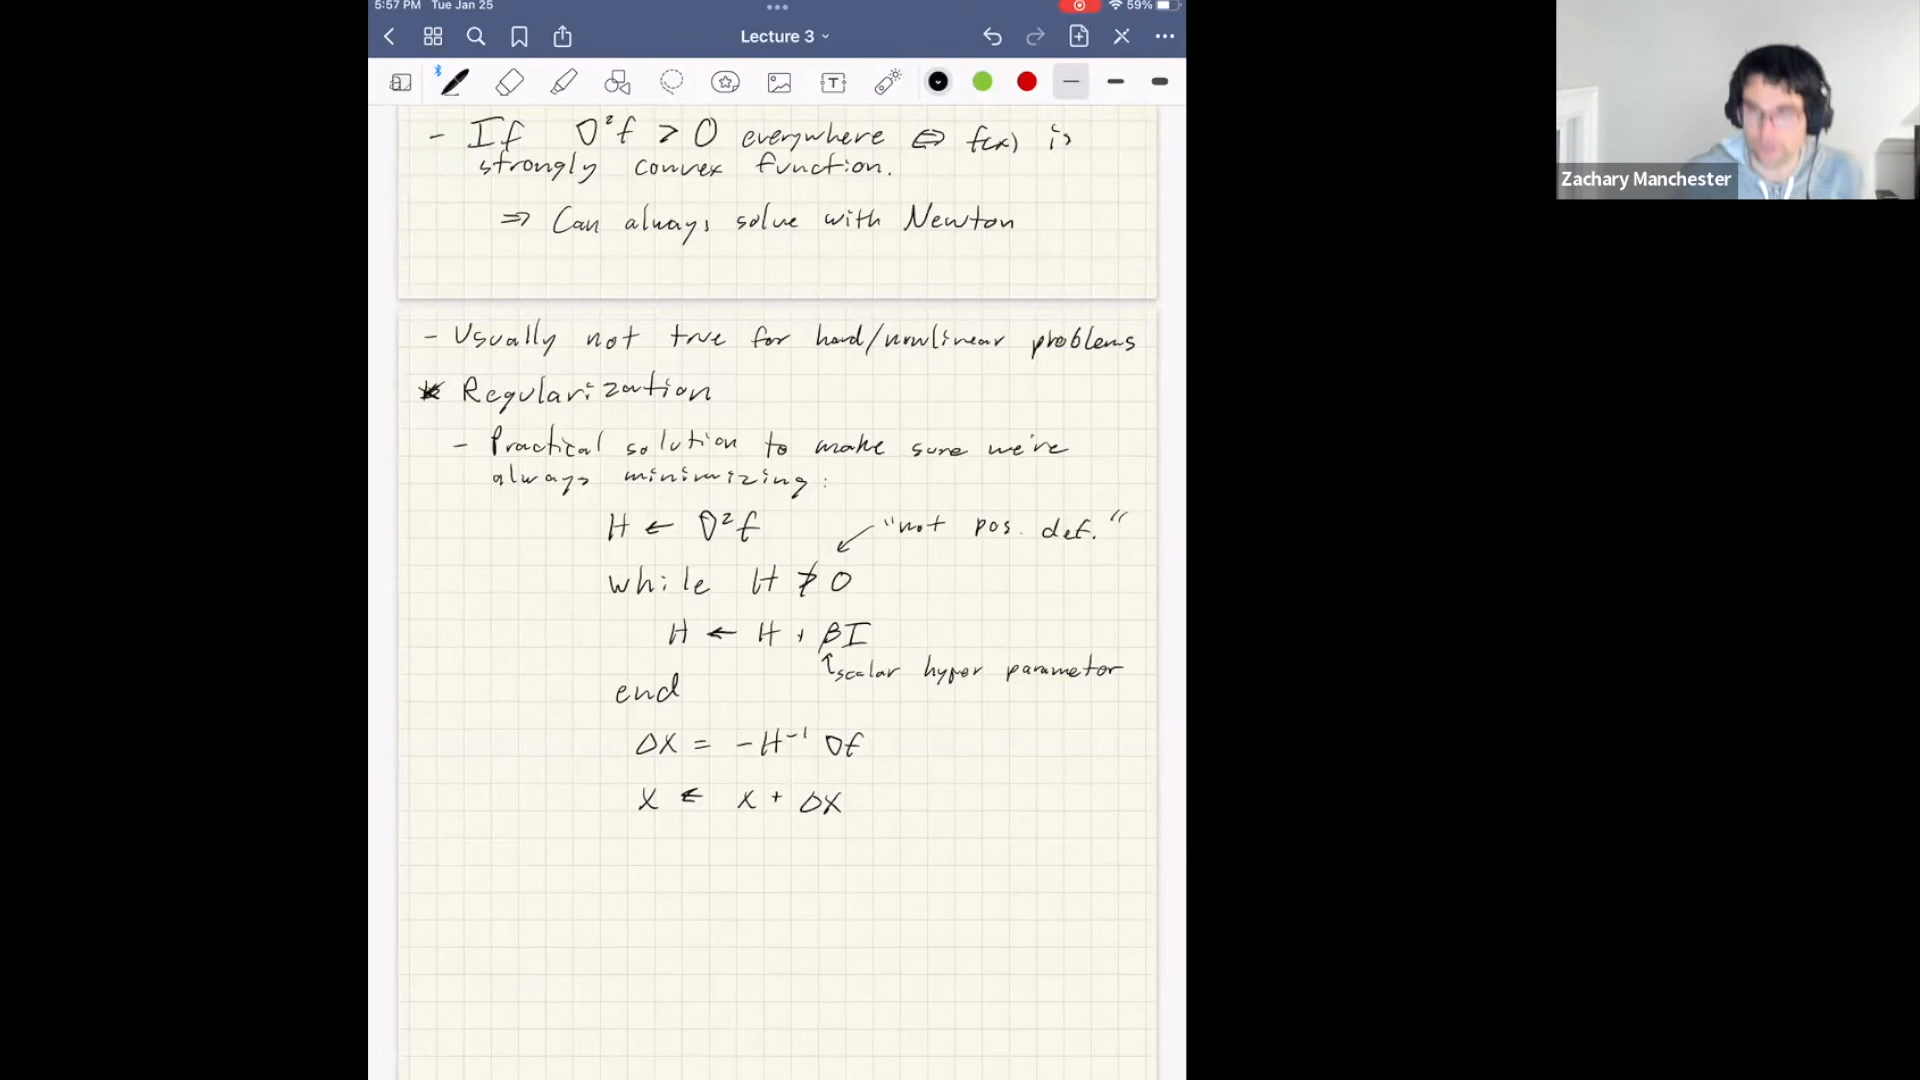 5:57 PM Tue Jan 25
59%
Lecture 3
- If ∇²f > 0 everywhere ⇔ f(x) is
strongly convex function.
⇒ Can always solve with Newton
- Usually not true for hard/nonlinear problems
* Regularization
- Practical solution to make sure we're
always minimizing:
H ← ∇²f
"not pos. def."
while H ≯ 0
H ← H + βI
↑ scalar hyper parameter
end
Δx = -H⁻¹ ∇f
x ← x + Δx
Zachary Manchester